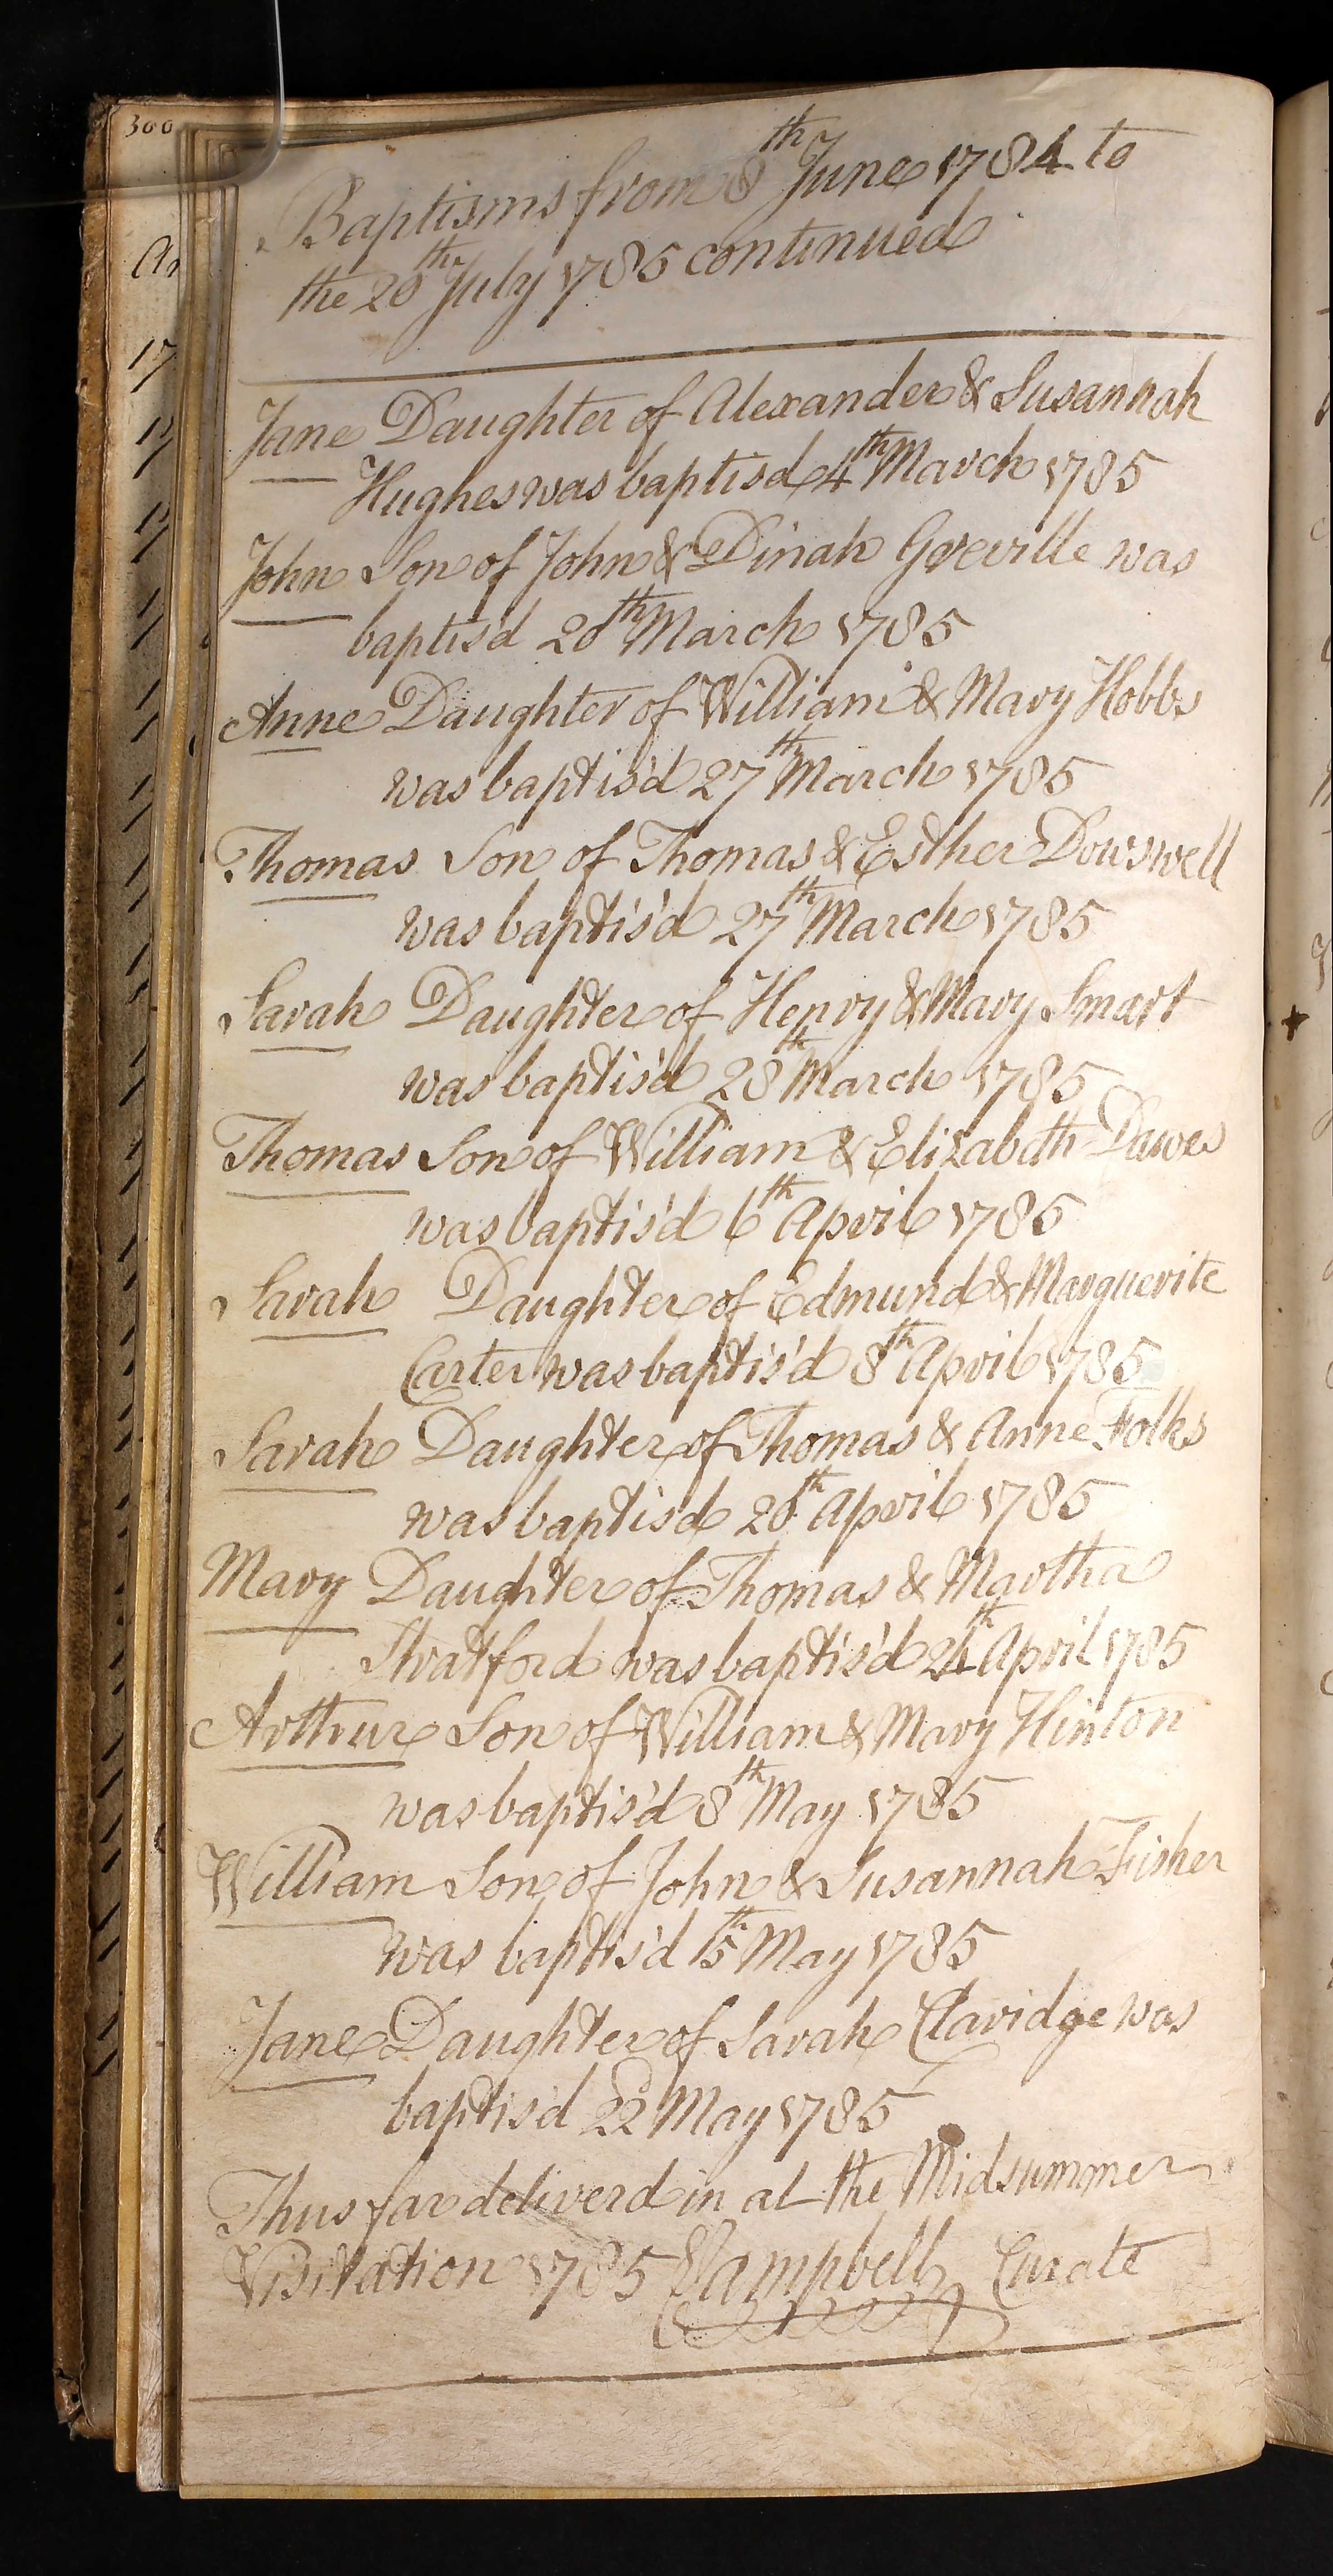 300
Baptisms from 8th June 1784 to
the 20th July 1785 continued
Jane Daughter of Alexander & Susannah
Hughes was baptisd 4th March 1785
John Son of John & Dinah Greville was
baptis'd 20th March 1785
Anne Daughter of William & Mary Hobbs
was baptis'd 27th March 1785
Thomas Son of Thomas & Esther Dowswell
was baptis'd 27th March 1785
Sarah Daughter of Henry & Mary Smart
was baptis'd 28th March 1785
Thomas Son of William & Elizabeth Dawes
was baptis'd 6th April 1785
Sarah Daughter of Edmund & Marguerite
Carter was baptis'd 8th April 1785
Sarah Daughter of Thomas & Anne Folks
was baptis'd 20th April 1785
Mary Daughter of Thomas & Martha
Stratford was baptis'd 24th April 1785
Arthur Son of William & Mary Hinton
was baptis'd 8th May 1785
William Son of John & Susannah Fisher
was baptis'd 15th May 1785
Jane Daughter of Sarah Claridge was
baptis'd 22d May 1785
Thus far deliverd in at the Midsummer
Visitation 1785 Campbell Curate